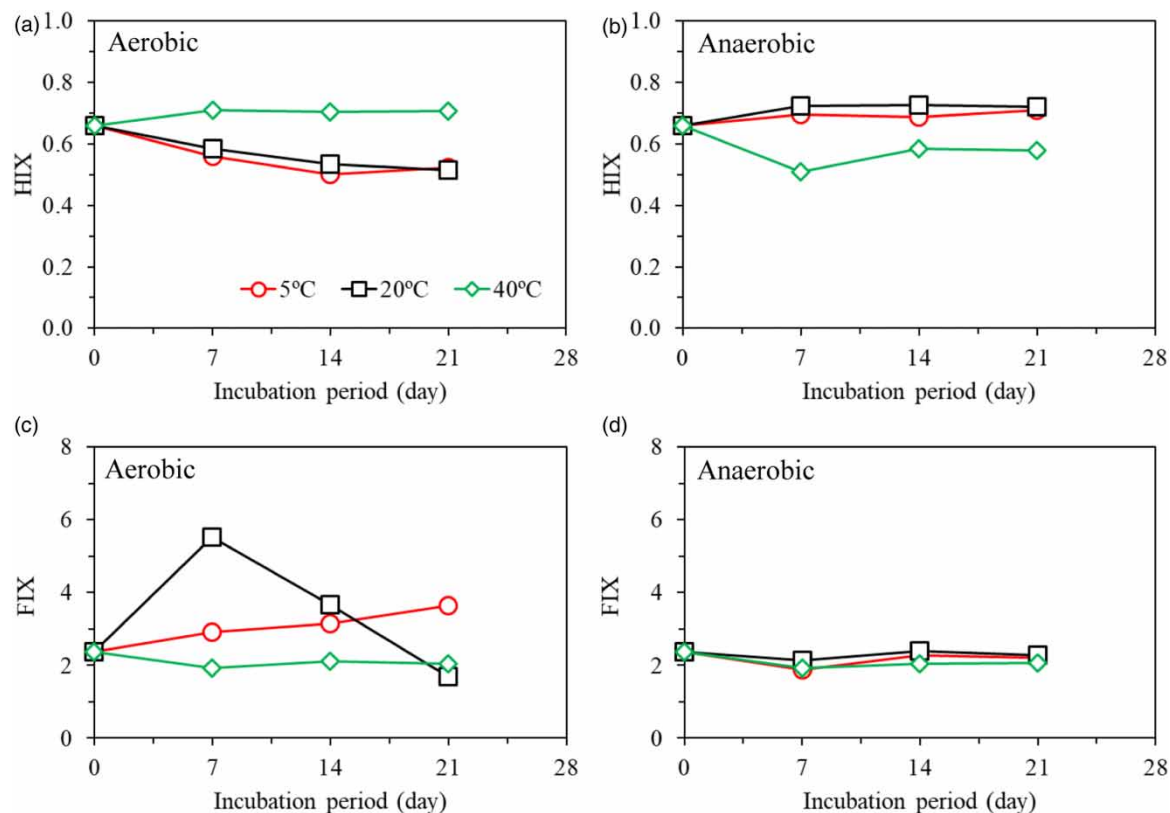 (a)
Aerobic
1.0
0.8
0.6
0.4
0.2
0.0
HIX
5ºC 20ºC 40ºC
0 7 14 21 28
Incubation period (day)
(b)
Anaerobic
1.0
0.8
0.6
0.4
0.2
0.0
HIX
0 7 14 21 28
Incubation period (day)
(c)
Aerobic
8
6
4
2
0
FIX
0 7 14 21 28
Incubation period (day)
(d)
Anaerobic
8
6
4
2
0
FIX
0 7 14 21 28
Incubation period (day)